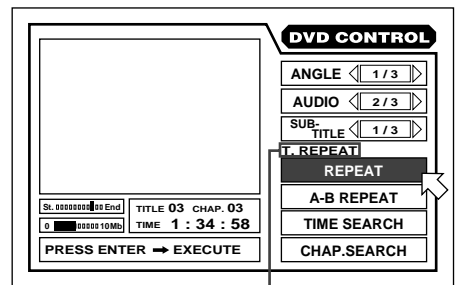 DVD CONTROL
ANGLE 1 / 3
AUDIO 2 / 3
SUB-
TITLE 1 / 3
T. REPEAT
REPEAT
A-B REPEAT
TIME SEARCH
CHAP.SEARCH
St. End
0 10Mb
TITLE 03 CHAP. 03
TIME 1 : 34 : 58
PRESS ENTER → EXECUTE